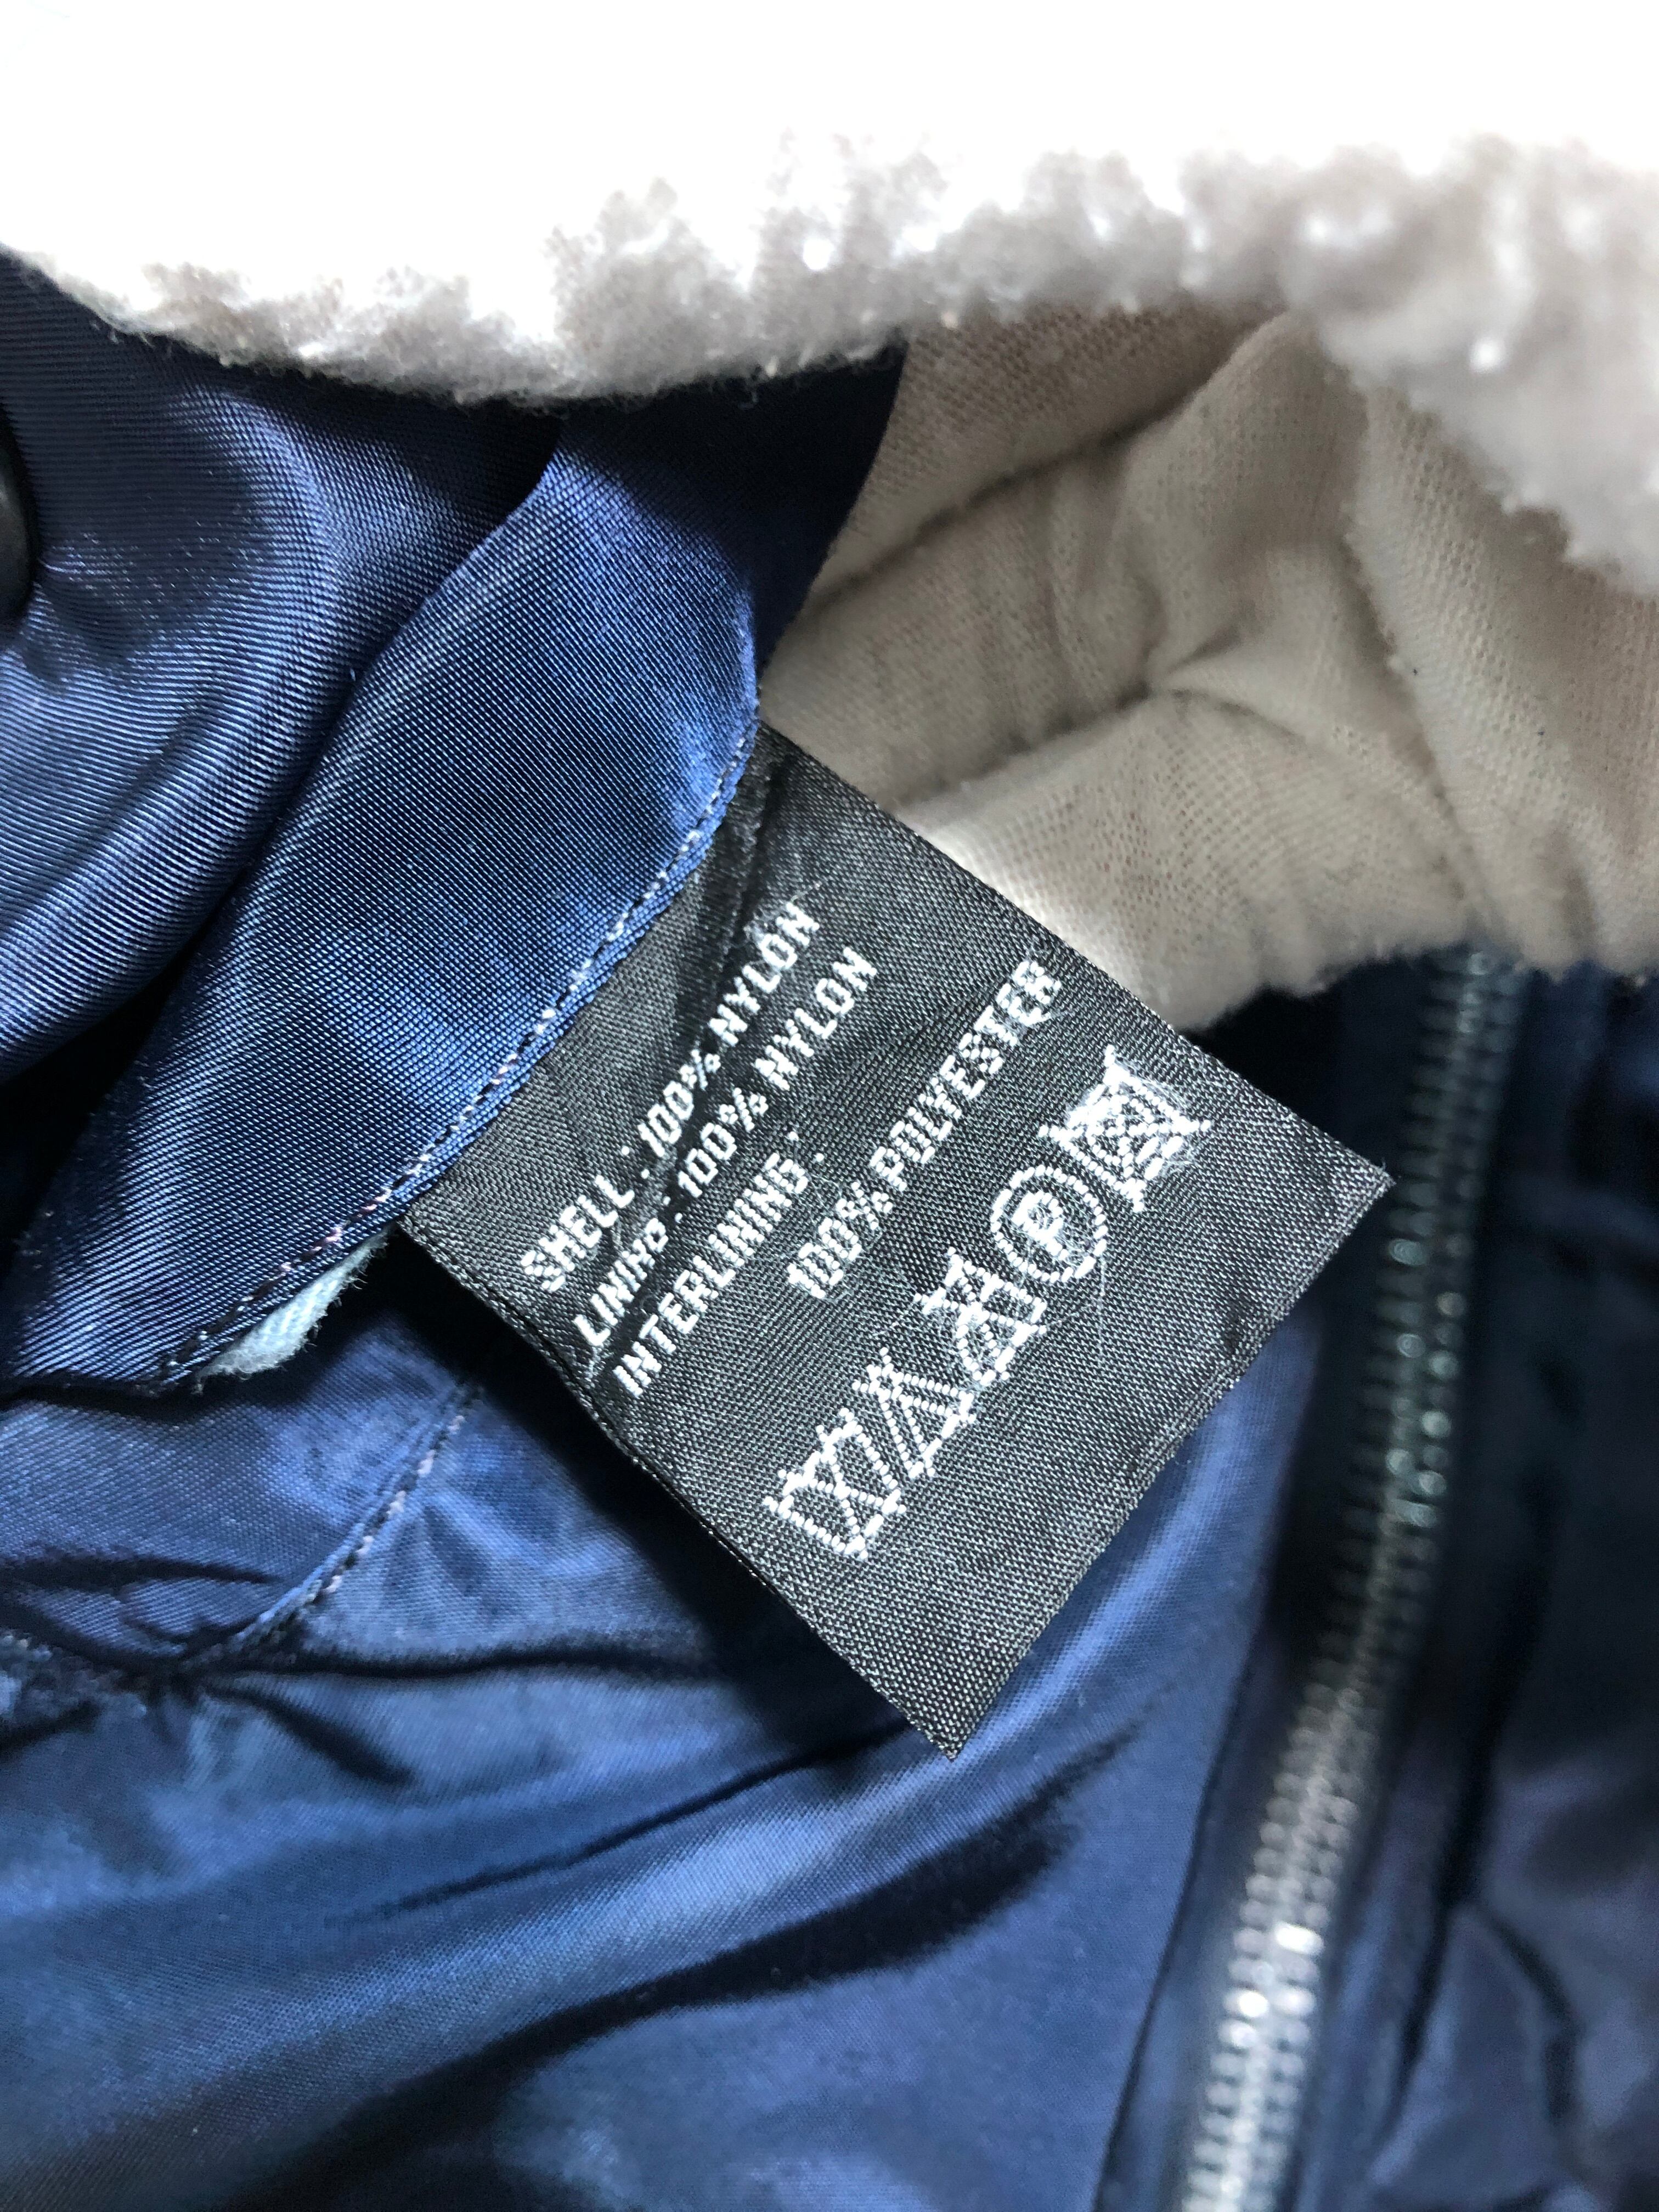 SHELL : 100% NYLON
LINING : 100% NYLON
INTERLINING :
100% POLYESTER
P